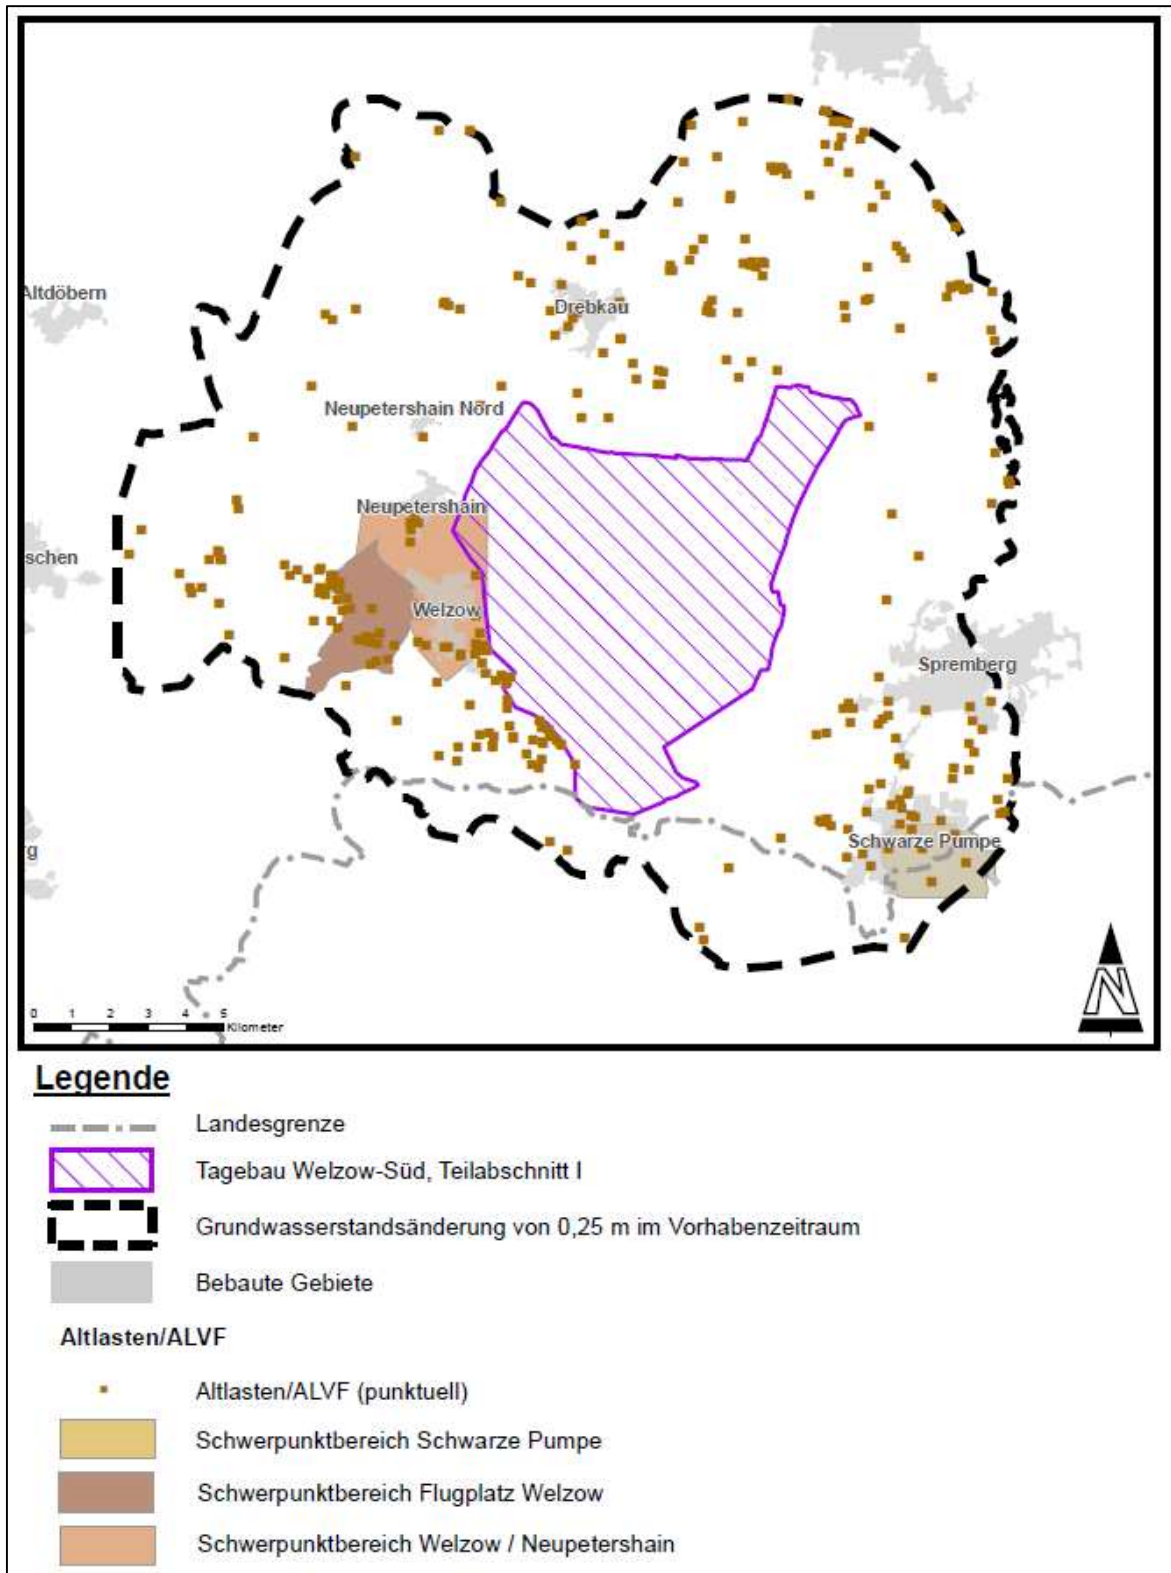 Altdöbern
Drebkau
Neupetershain Nord
Neupetershain
schen
Welzow
Spremberg
Schwarze Pumpe
rg
N
0 1 2 3 4 5
Kilometer
Legende
Landesgrenze
Tagebau Welzow-Süd, Teilabschnitt I
Grundwasserstandsänderung von 0,25 m im Vorhabenzeitraum
Bebaute Gebiete
Altlasten/ALVF
Altlasten/ALVF (punktuell)
Schwerpunktbereich Schwarze Pumpe
Schwerpunktbereich Flugplatz Welzow
Schwerpunktbereich Welzow / Neupetershain